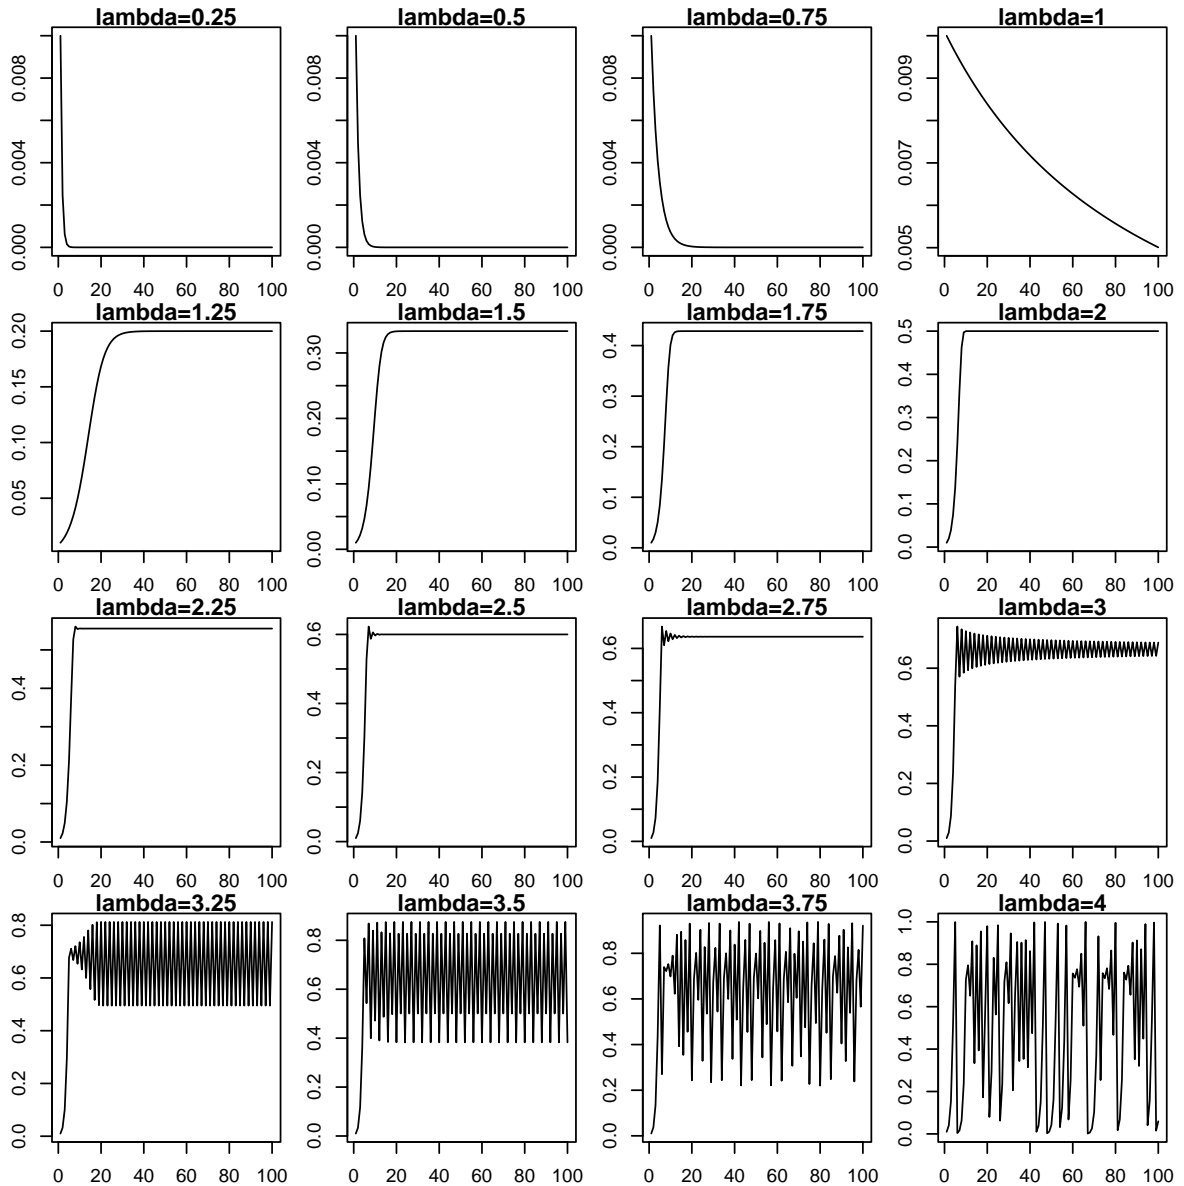 lambda=0.25 lambda=0.5 lambda=0.75 lambda=1
0.008 0.008 0.008 0.009
0.004 0.004 0.004 0.007
0.000 0.000 0.000 0.005
0 20 40 60 80 100 0 20 40 60 80 100 0 20 40 60 80 100 0 20 40 60 80 100
lambda=1.25 lambda=1.5 lambda=1.75 lambda=2
0.20 0.15 0.10 0.05
0.30 0.20 0.10 0.00
0.4 0.3 0.2 0.1 0.0
0.5 0.4 0.3 0.2 0.1 0.0
0 20 40 60 80 100 0 20 40 60 80 100 0 20 40 60 80 100 0 20 40 60 80 100
lambda=2.25 lambda=2.5 lambda=2.75 lambda=3
0.4 0.2 0.0
0.6 0.4 0.2 0.0
0.6 0.4 0.2 0.0
0.6 0.4 0.2 0.0
0 20 40 60 80 100 0 20 40 60 80 100 0 20 40 60 80 100 0 20 40 60 80 100
lambda=3.25 lambda=3.5 lambda=3.75 lambda=4
0.8 0.6 0.4 0.2 0.0
0.8 0.6 0.4 0.2 0.0
0.8 0.6 0.4 0.2 0.0
1.0 0.8 0.6 0.4 0.2 0.0
0 20 40 60 80 100 0 20 40 60 80 100 0 20 40 60 80 100 0 20 40 60 80 100